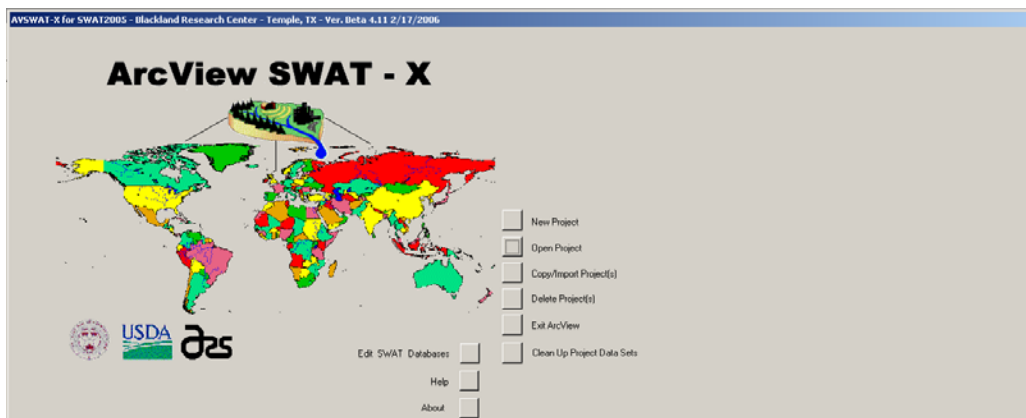 AVSWAT-X for SWAT2005 - Blackland Research Center - Temple, TX - Ver. Beta 4.11 2/17/2006
ArcView SWAT - X
New Project
Open Project
Copy/Import Project(s)
Delete Project(s)
Exit ArcView
USDA
Edit SWAT Databases
Clean Up Project Data Sets
Help
About